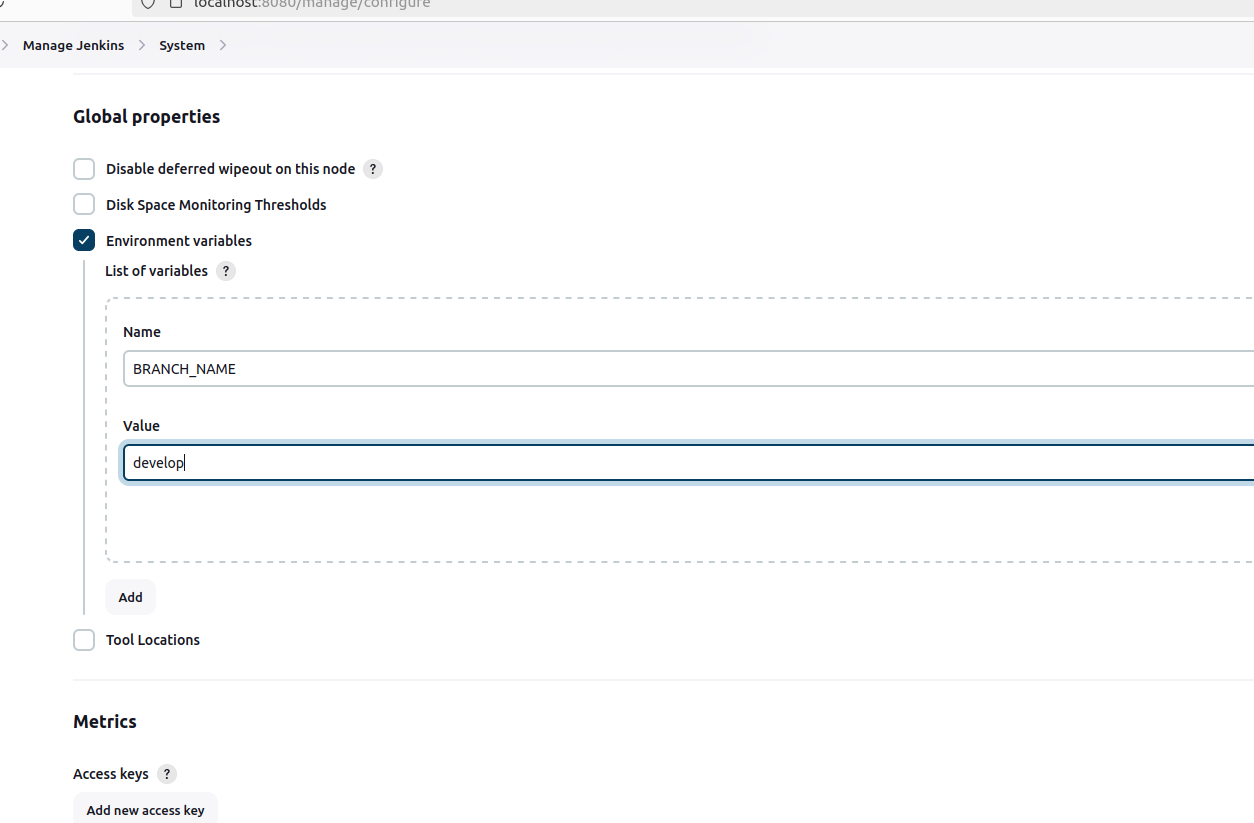 localhost:8080/manage/configure
Manage Jenkins System
Global properties
Disable deferred wipeout on this node ?
Disk Space Monitoring Thresholds
Environment variables
List of variables ?
Name
BRANCH_NAME
Value
develop
Add
Tool Locations
Metrics
Access keys ?
Add new access key